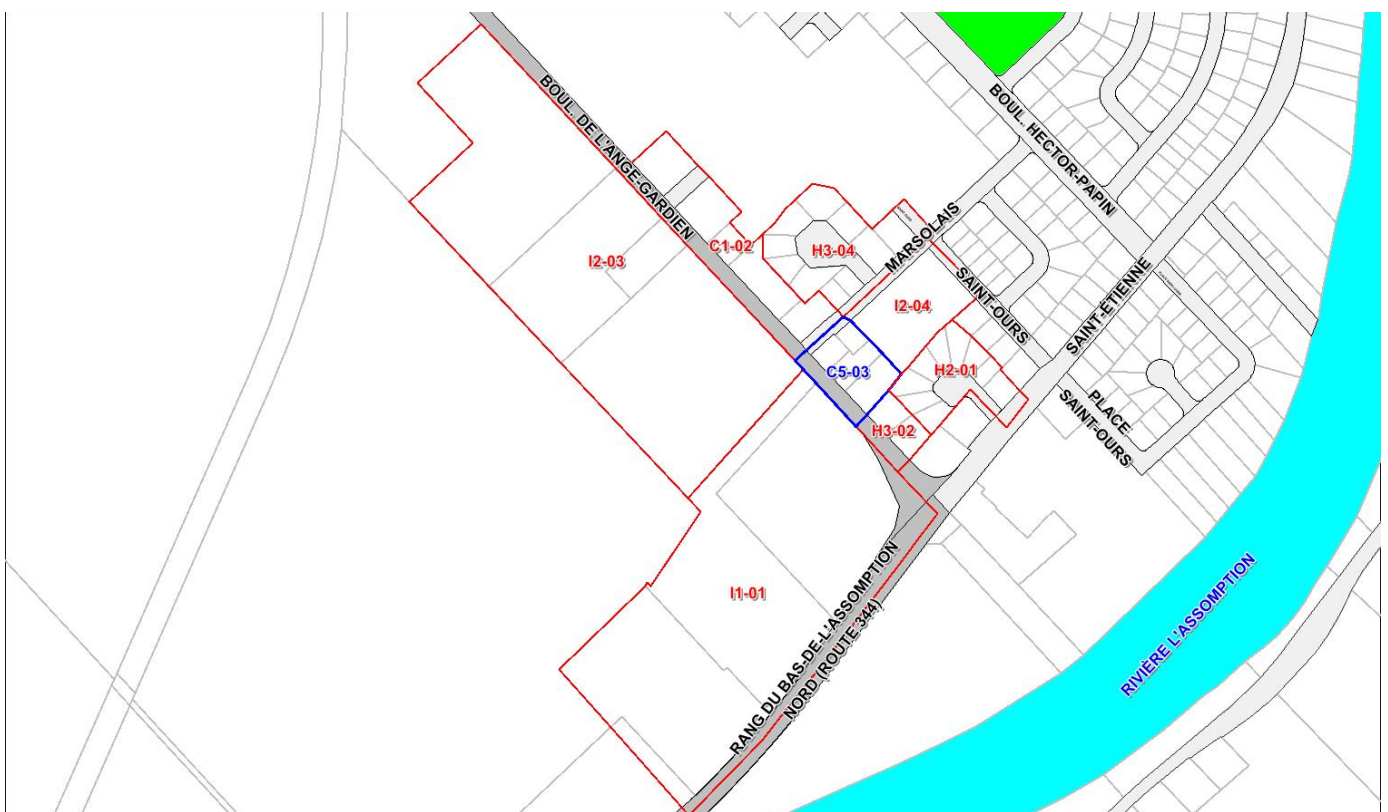 BOUL. DE L'ANGE-GARDIEN
BOUL. HECTOR-PAPIN
MARSOLAIS
C1-02
H3-04
I2-03
SAINT-OURS
SAINT-ÉTIENNE
I2-04
C5-03
H2-01
PLACE
SAINT-OURS
H3-02
I1-01
RANG DU BAS-DE-L'ASSOMPTION
NORD (ROUTE 344)
RIVIÈRE L'ASSOMPTION